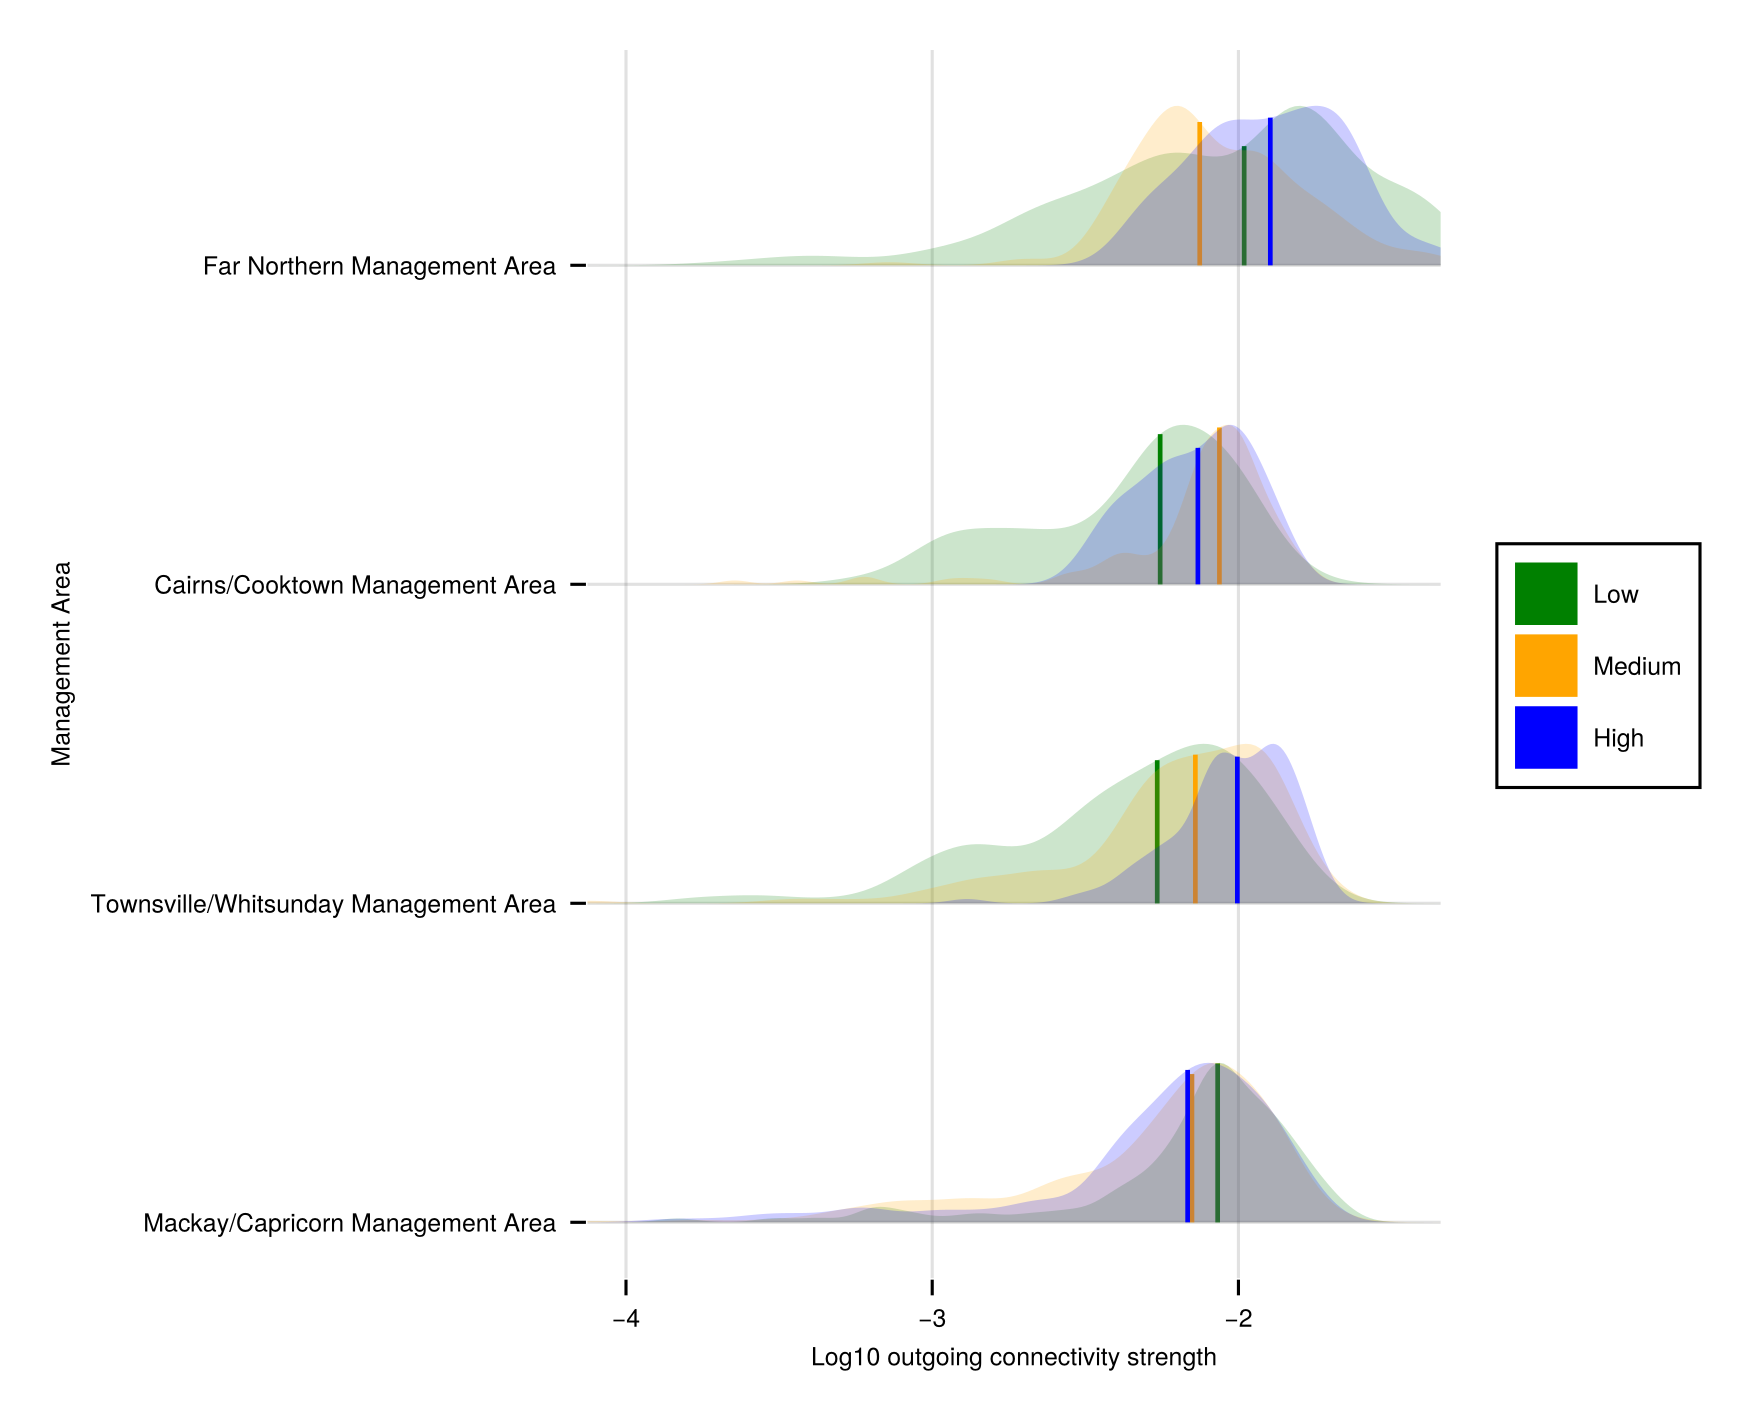 Far Northern Management Area
Cairns/Cooktown Management Area
Townsville/Whitsunday Management Area
Mackay/Capricorn Management Area
Management Area
−4
−3
−2
Log10 outgoing connectivity strength
Low
Medium
High